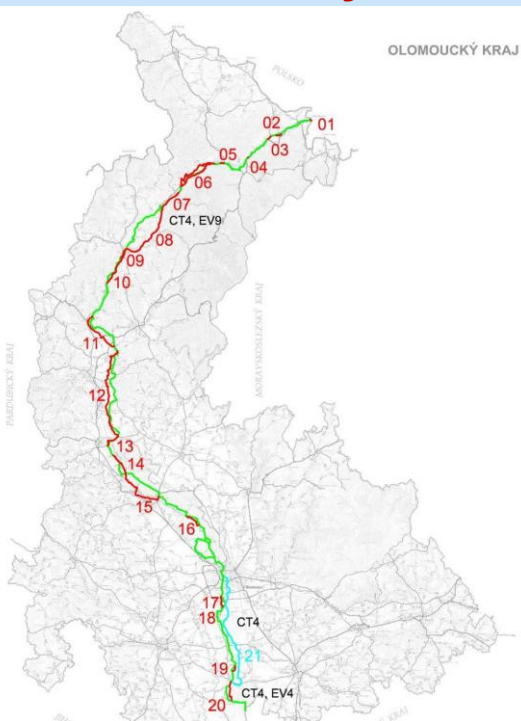 OLOMOUCKÝ KRAJ
POLSKO
02
01
03
05
04
06
07
CT4, EV9
08
09
10
MORAVSKOSLEZSKÝ KRAJ
11
PARDUBICKÝ KRAJ
12
13
14
15
16
17
CT4
18
21
19
CT4, EV4
20
KRAJ